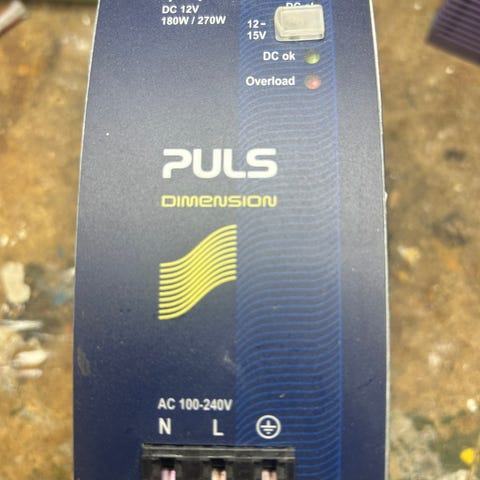 DC 12V
180W / 270W
12-
15V
DC ok
Overload
PULS
DIMENSION
AC 100-240V
N L